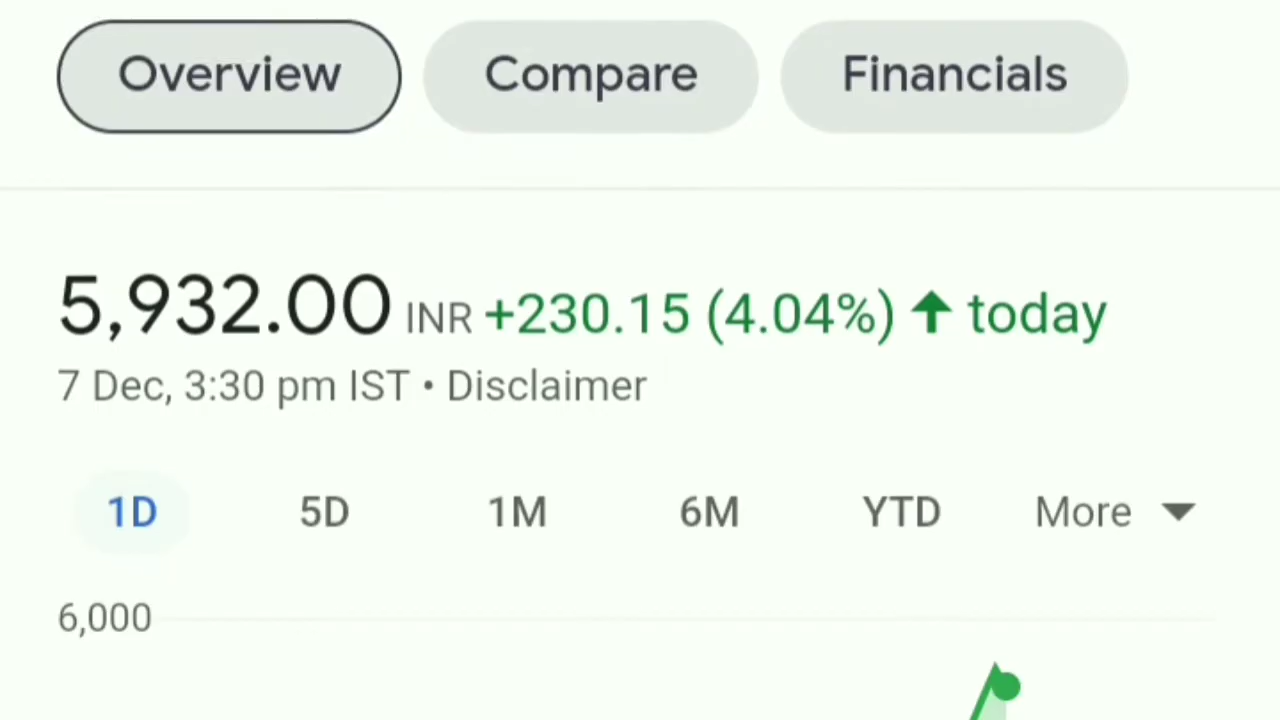 Overview Compare Financials
5,932.00 INR +230.15 (4.04%) ↑ today
7 Dec, 3:30 pm IST • Disclaimer
1D 5D 1M 6M YTD More
6,000